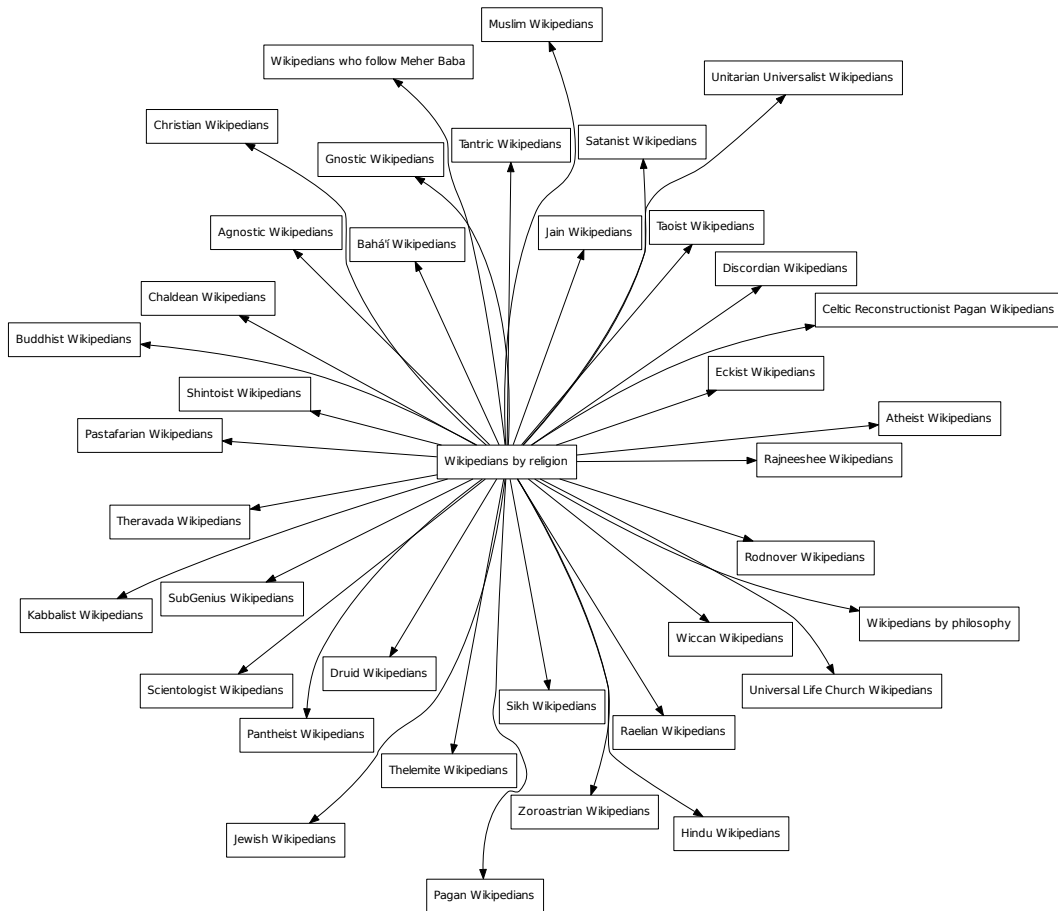 Muslim Wikipedians
Wikipedians who follow Meher Baba
Unitarian Universalist Wikipedians
Christian Wikipedians
Satanist Wikipedians
Tantric Wikipedians
Gnostic Wikipedians
Taoist Wikipedians
Agnostic Wikipedians
Jain Wikipedians
Bahá'í Wikipedians
Discordian Wikipedians
Chaldean Wikipedians
Celtic Reconstructionist Pagan Wikipedians
Buddhist Wikipedians
Eckist Wikipedians
Shintoist Wikipedians
Atheist Wikipedians
Pastafarian Wikipedians
Wikipedians by religion
Rajneeshee Wikipedians
Theravada Wikipedians
Rodnover Wikipedians
SubGenius Wikipedians
Kabbalist Wikipedians
Wikipedians by philosophy
Wiccan Wikipedians
Druid Wikipedians
Scientologist Wikipedians
Universal Life Church Wikipedians
Sikh Wikipedians
Raelian Wikipedians
Pantheist Wikipedians
Thelemite Wikipedians
Zoroastrian Wikipedians
Hindu Wikipedians
Jewish Wikipedians
Pagan Wikipedians